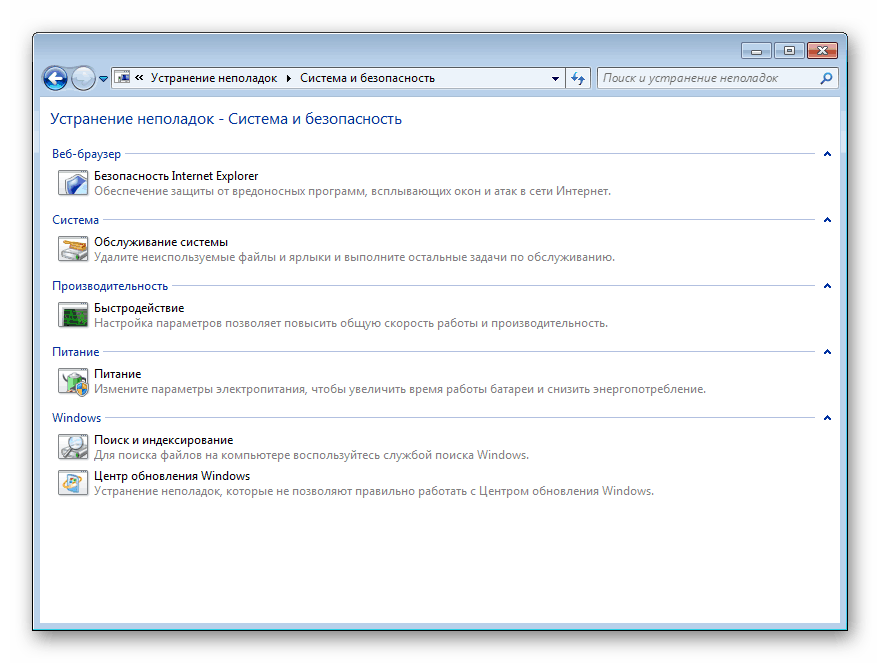 « Устранение неполадок ▸ Система и безопасность
Поиск и устранение неполадок
Устранение неполадок - Система и безопасность
Веб-браузер
Безопасность Internet Explorer
Обеспечение защиты от вредоносных программ, всплывающих окон и атак в сети Интернет.
Система
Обслуживание системы
Удалите неиспользуемые файлы и ярлыки и выполните остальные задачи по обслуживанию.
Производительность
Быстродействие
Настройка параметров позволяет повысить общую скорость работы и производительность.
Питание
Питание
Измените параметры электропитания, чтобы увеличить время работы батареи и снизить энергопотребление.
Windows
Поиск и индексирование
Для поиска файлов на компьютере воспользуйтесь службой поиска Windows.
Центр обновления Windows
Устранение неполадок, которые не позволяют правильно работать с Центром обновления Windows.